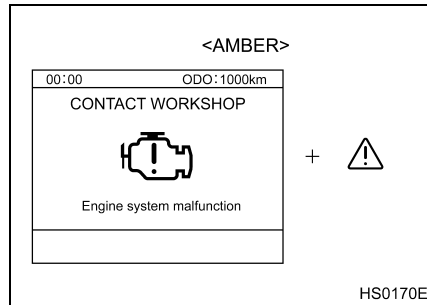 <AMBER>
00:00 ODO:1000km
CONTACT WORKSHOP
Engine system malfunction
+
HS0170E